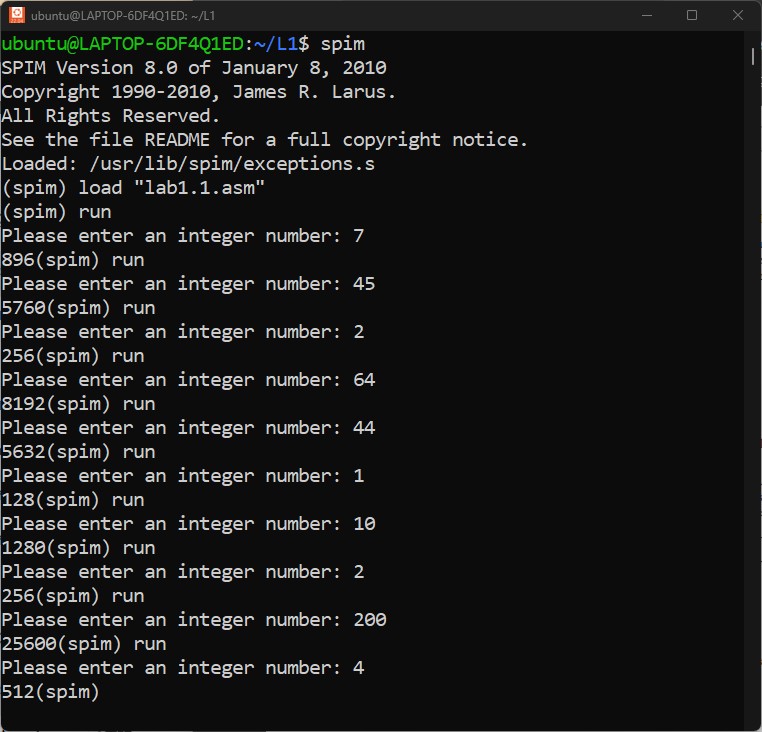 ubuntu@LAPTOP-6DF4Q1ED: ~/L1
ubuntu@LAPTOP-6DF4Q1ED:~/L1$ spim
SPIM Version 8.0 of January 8, 2010
Copyright 1990-2010, James R. Larus.
All Rights Reserved.
See the file README for a full copyright notice.
Loaded: /usr/lib/spim/exceptions.s
(spim) load "lab1.1.asm"
(spim) run
Please enter an integer number: 7
896(spim) run
Please enter an integer number: 45
5760(spim) run
Please enter an integer number: 2
256(spim) run
Please enter an integer number: 64
8192(spim) run
Please enter an integer number: 44
5632(spim) run
Please enter an integer number: 1
128(spim) run
Please enter an integer number: 10
1280(spim) run
Please enter an integer number: 2
256(spim) run
Please enter an integer number: 200
25600(spim) run
Please enter an integer number: 4
512(spim)